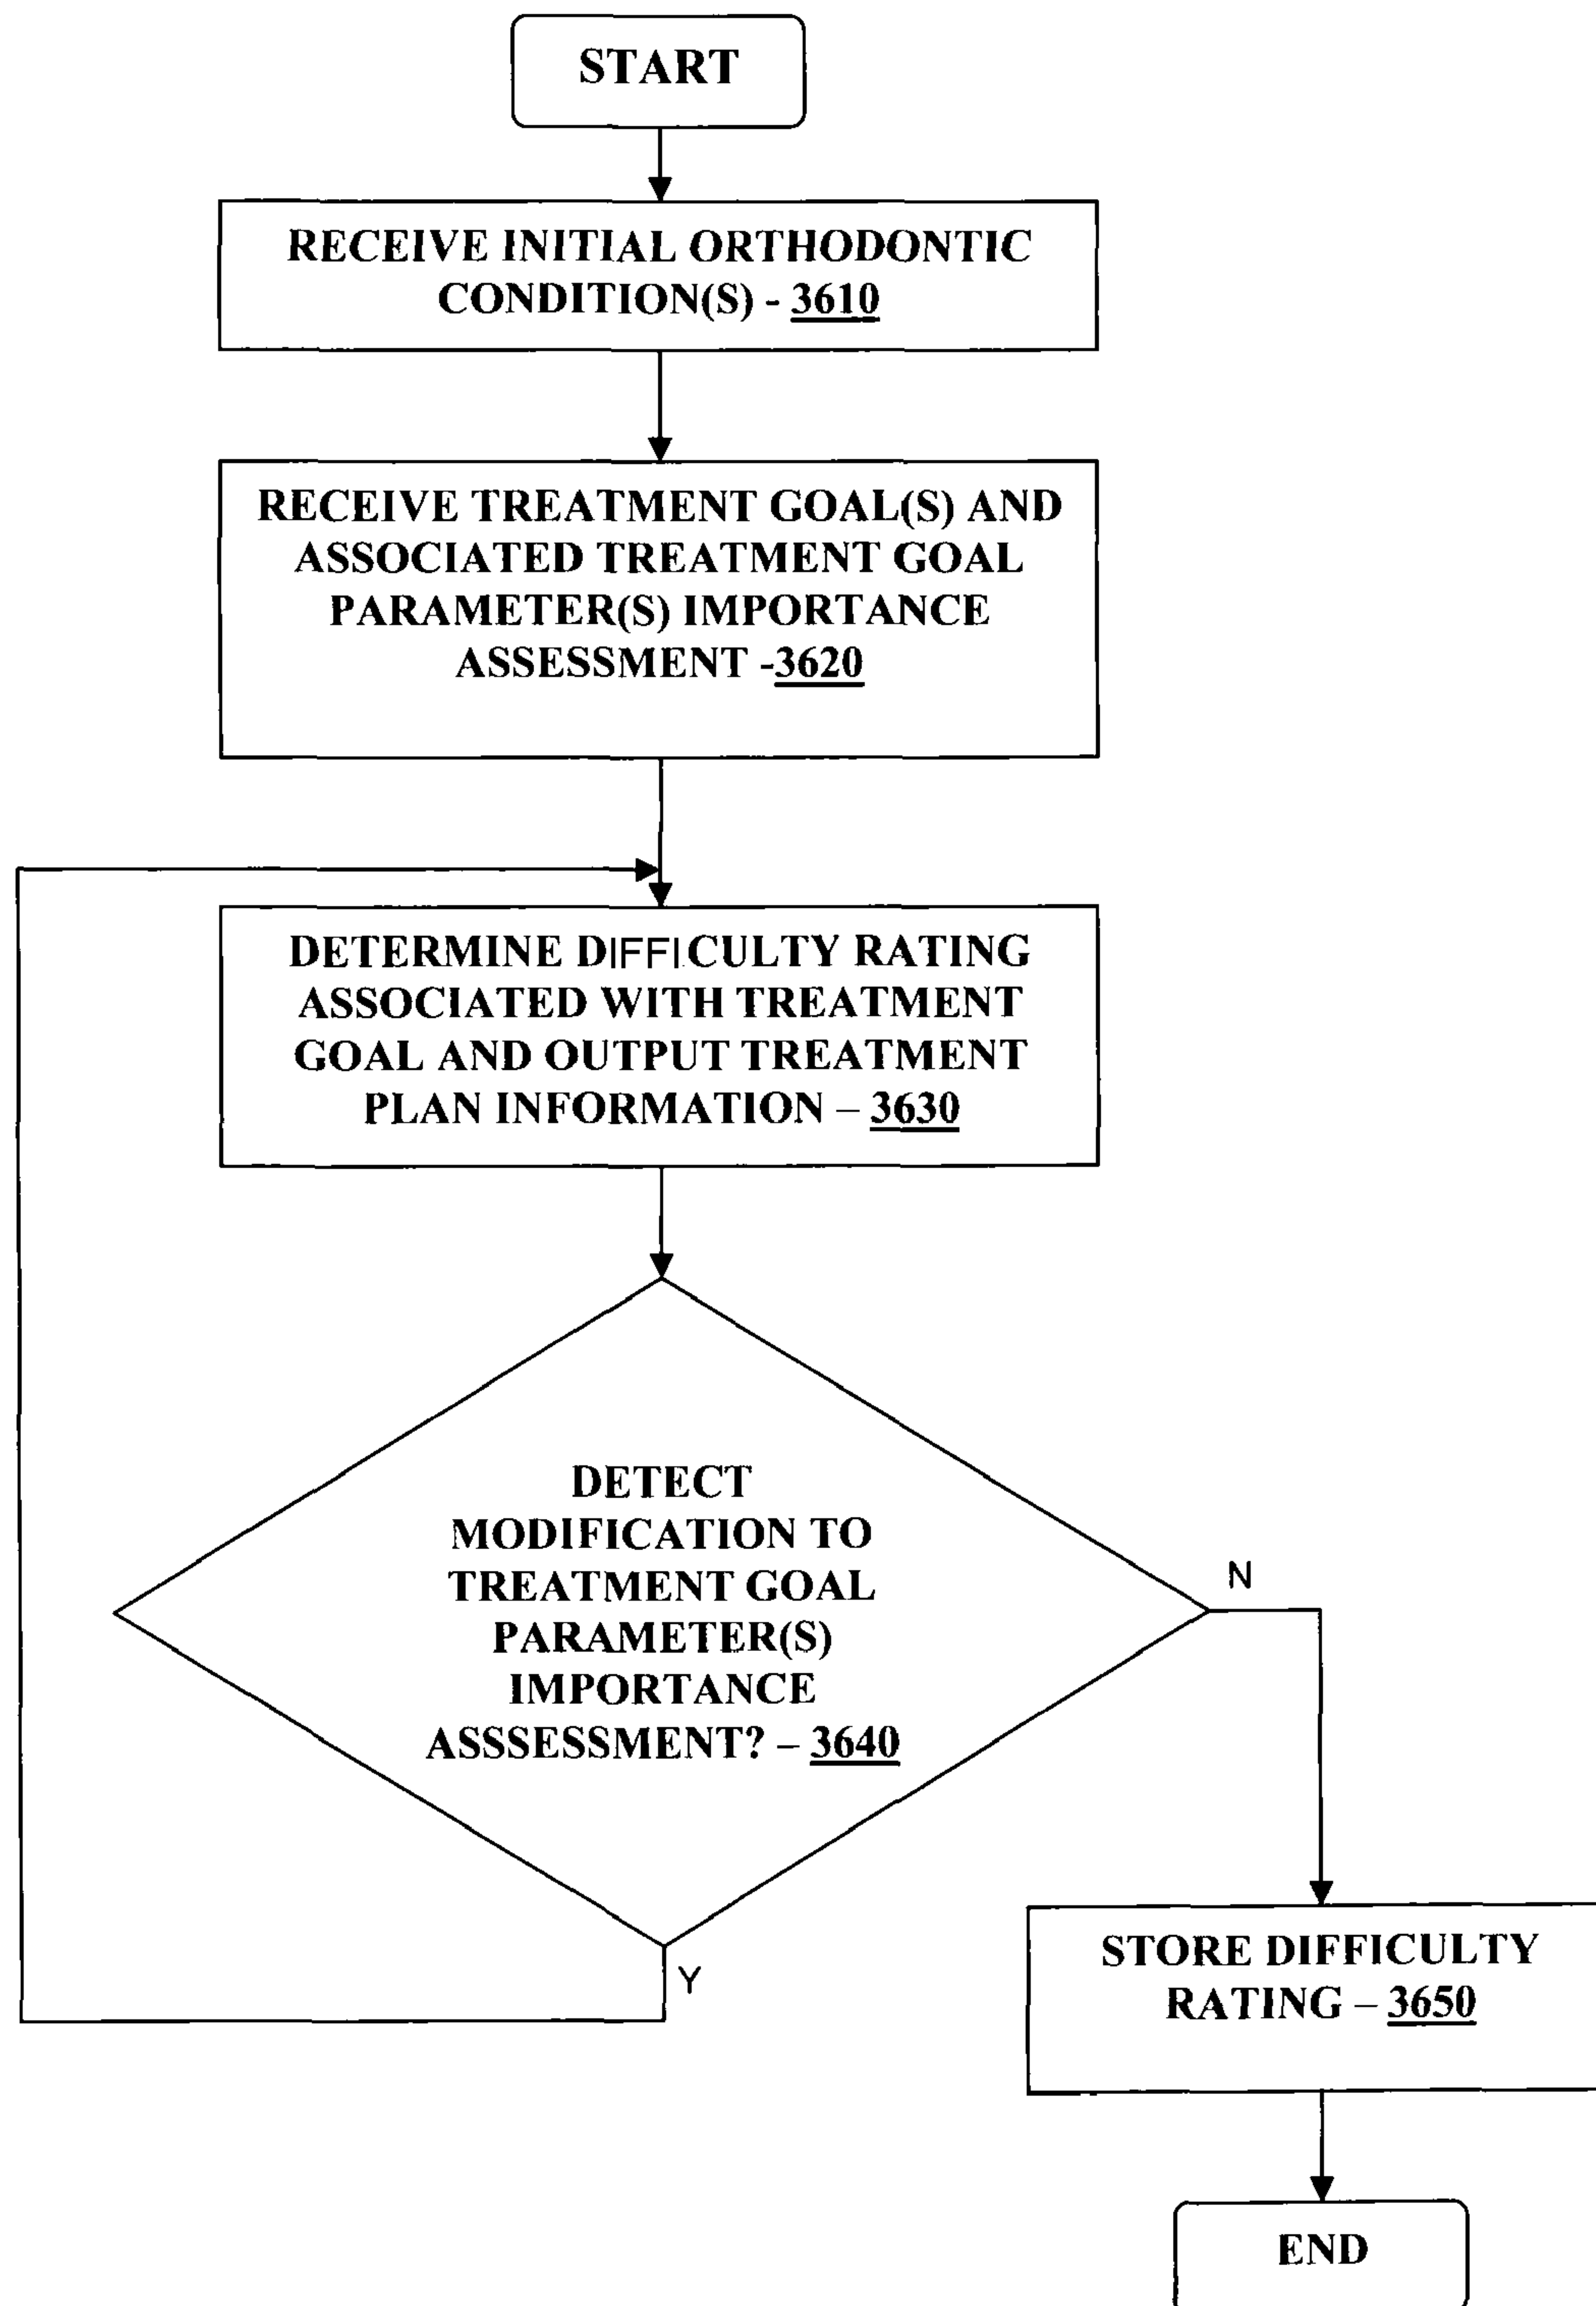 START
RECEIVE INITIAL ORTHODONTIC
CONDITION(S) - 3610
RECEIVE TREATMENT GOAL(S) AND
ASSOCIATED TREATMENT GOAL
PARAMETER(S) IMPORTANCE
ASSESSMENT -3620
DETERMINE DIFFICULTY RATING
ASSOCIATED WITH TREATMENT
GOAL AND OUTPUT TREATMENT
PLAN INFORMATION – 3630
DETECT
MODIFICATION TO
TREATMENT GOAL
PARAMETER(S)
IMPORTANCE
ASSSESSMENT? – 3640
N
Y
STORE DIFFICULTY
RATING – 3650
END